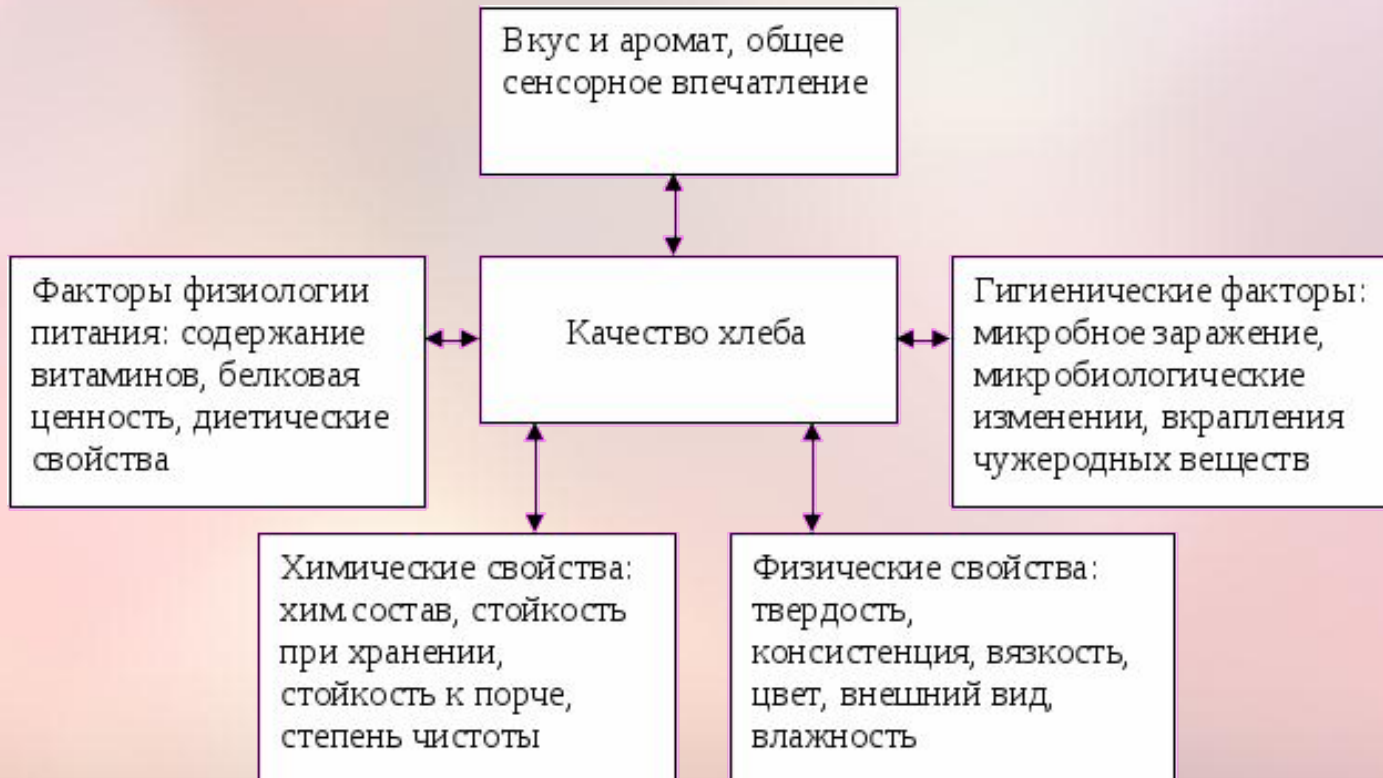 Вкус и аромат, общее
сенсорное впечатление
Факторы физиологии
питания: содержание
витаминов, белковая
ценность, диетические
свойства
Качество хлеба
Гигиенические факторы:
микробное заражение,
микробиологические
изменении, вкрапления
чужеродных веществ
Химические свойства:
хим.состав, стойкость
при хранении,
стойкость к порче,
степень чистоты
Физические свойства:
твердость,
консистенция, вязкость,
цвет, внешний вид,
влажность